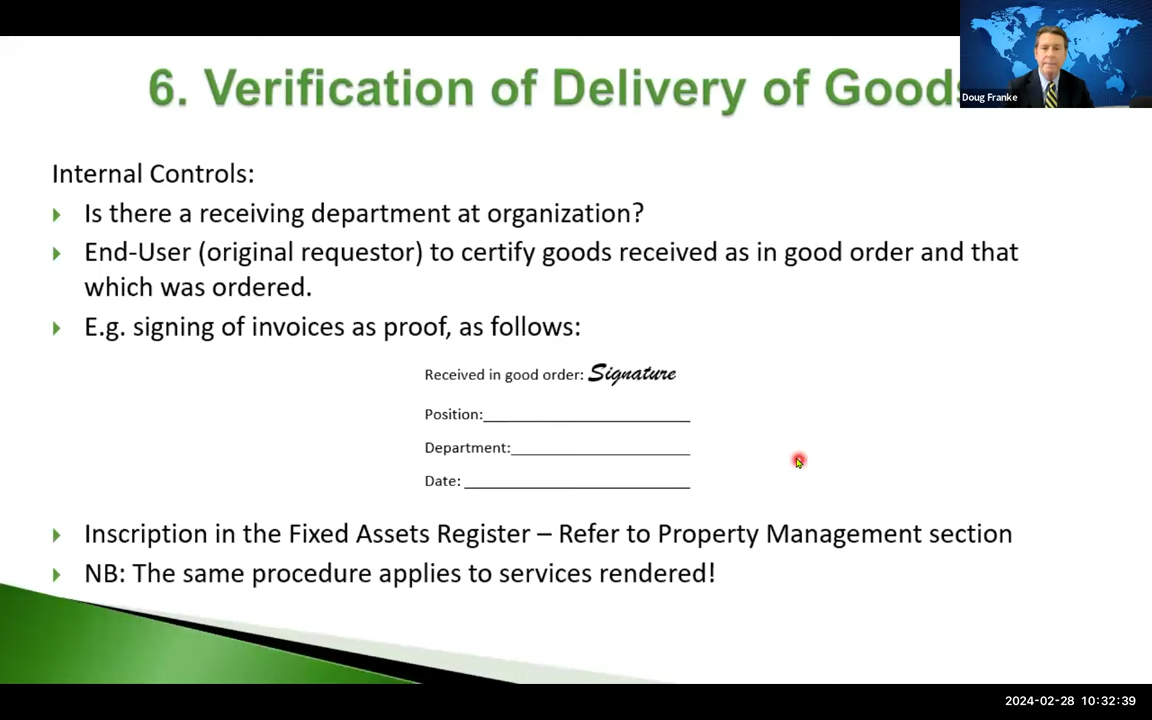 6. Verification of Delivery of Goods
Doug Franke
Internal Controls:
Is there a receiving department at organization?
End-User (original requestor) to certify goods received as in good order and that
which was ordered.
E.g. signing of invoices as proof, as follows:
Received in good order: Signature
Position:
Department:
Date:
Inscription in the Fixed Assets Register – Refer to Property Management section
NB: The same procedure applies to services rendered!
2024-02-28 10:32:39